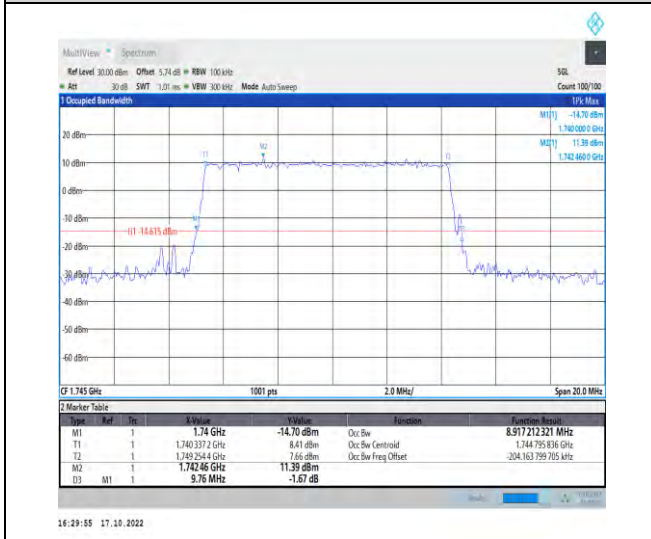 MultiView Spectrum
Ref Level 30.00 dBm Offset 5.74 dB RBW 100 kHz SGL
Att 30 dB SWT 1.01 ms VBW 300 kHz Mode Auto Sweep Count 100/100
1 Occupied Bandwidth 1Pk Max
M1[1] -14.70 dBm
1.740 000 0 GHz
M2[1] 11.39 dBm
1.742 460 0 GHz
20 dBm
T1 M2
10 dBm
0 dBm
-10 dBm
M1
H1 -14.615 dBm
-30 dBm
-40 dBm
-50 dBm
-60 dBm
CF 1.745 GHz 1001 pts 2.0 MHz/ Span 20.0 MHz
2 Marker Table
Type Ref Trc X-Value Y-Value Function Function Result
M1 1 1.74 GHz -14.70 dBm Occ Bw 8.917 212 321 MHz
T1 1 1.740 337 2 GHz 8.41 dBm Occ Bw Centroid 1.744 795 836 GHz
T2 1 1.749 254 4 GHz 7.66 dBm Occ Bw Freq Offset -204.163 799 705 kHz
M2 1 1.742 46 GHz 11.39 dBm
D3 M1 1 9.76 MHz -1.67 dB
16:29:55 17.10.2022